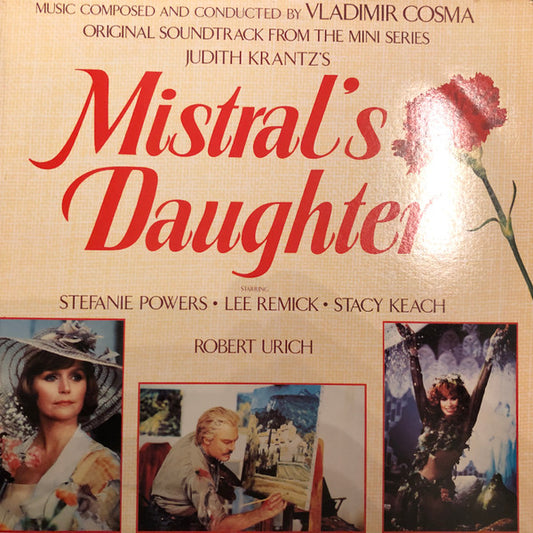 MUSIC COMPOSED AND CONDUCTED BY VLADIMIR COSMA
ORIGINAL SOUNDTRACK FROM THE MINI SERIES
JUDITH KRANTZ'S
Mistral's
Daughter
STARRING
STEFANIE POWERS • LEE REMICK • STACY KEACH
ROBERT URICH